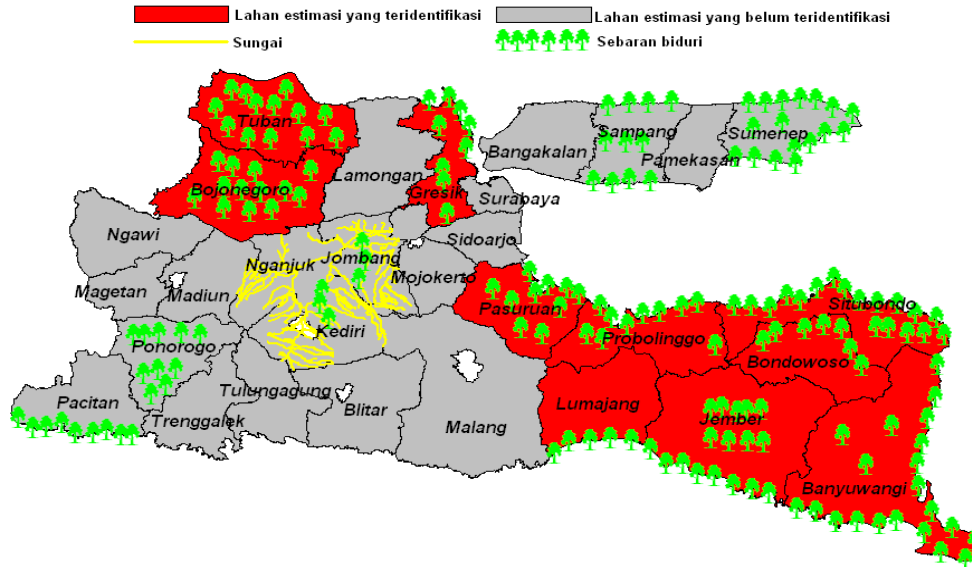 Lahan estimasi yang teridentifikasi
Lahan estimasi yang belum teridentifikasi
Sungai
Sebaran biduri
Tuban
Sampang
Sumenep
Bangakalan
Pamekasan
Lamongan
Bojonegoro
Gresik
Surabaya
Ngawi
Sidoarjo
Jombang
Nganjuk
Mojokerto
Magetan
Madiun
Pasuruan
Situbondo
Kediri
Probolinggo
Ponorogo
Bondowoso
Tulungagung
Pacitan
Blitar
Lumajang
Trenggalek
Jember
Malang
Banyuwangi